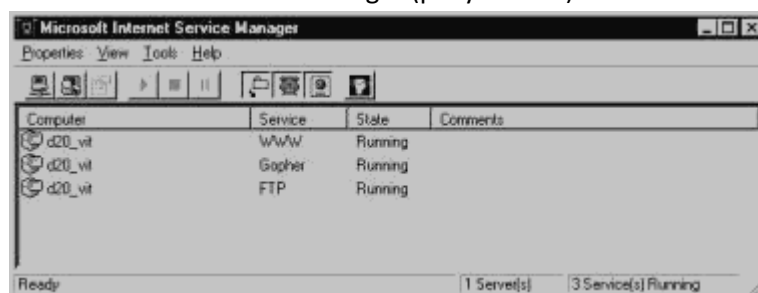 Microsoft Internet Service Manager
Properties View Tools Help
Computer Service State Comments
d20_vit WWW Running
d20_vit Gopher Running
d20_vit FTP Running
Ready 1 Server(s) 3 Service(s) Running